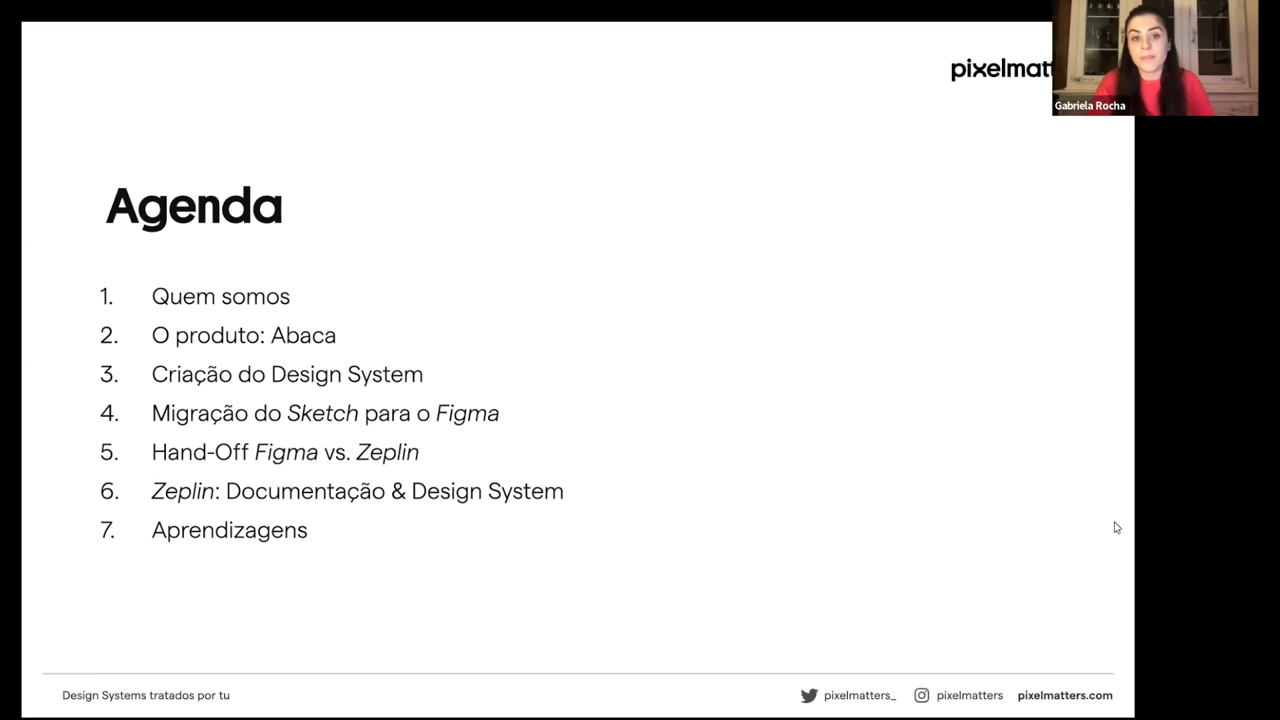 pixelmatt
Gabriela Rocha
Agenda
1. Quem somos
2. O produto: Abaca
3. Criação do Design System
4. Migração do Sketch para o Figma
5. Hand-Off Figma vs. Zeplin
6. Zeplin: Documentação & Design System
7. Aprendizagens
Design Systems tratados por tu
pixelmatters_ pixelmatters pixelmatters.com